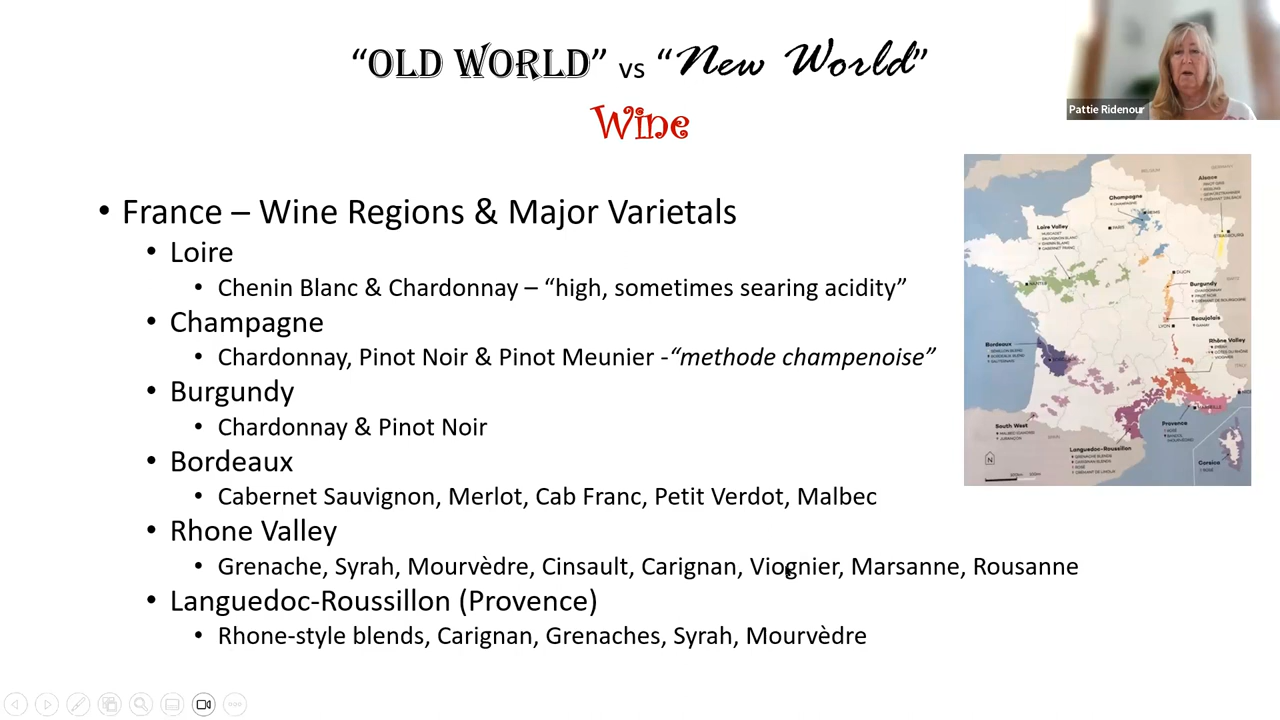 “OLD WORLD” vs “New World”
Wine
Pattie Ridenour
• France – Wine Regions & Major Varietals
• Loire
• Chenin Blanc & Chardonnay – “high, sometimes searing acidity”
• Champagne
• Chardonnay, Pinot Noir & Pinot Meunier -“methode champenoise”
• Burgundy
• Chardonnay & Pinot Noir
• Bordeaux
• Cabernet Sauvignon, Merlot, Cab Franc, Petit Verdot, Malbec
• Rhone Valley
• Grenache, Syrah, Mourvèdre, Cinsault, Carignan, Viognier, Marsanne, Rousanne
• Languedoc-Roussillon (Provence)
• Rhone-style blends, Carignan, Grenaches, Syrah, Mourvèdre
Alsace
Champagne
PARIS
Loire Valley
STRASBOURG
DIJON
Burgundy
Beaujolais
LYON
Rhône Valley
Bordeaux
South West
Provence
Languedoc-Roussillon
Corsica
N